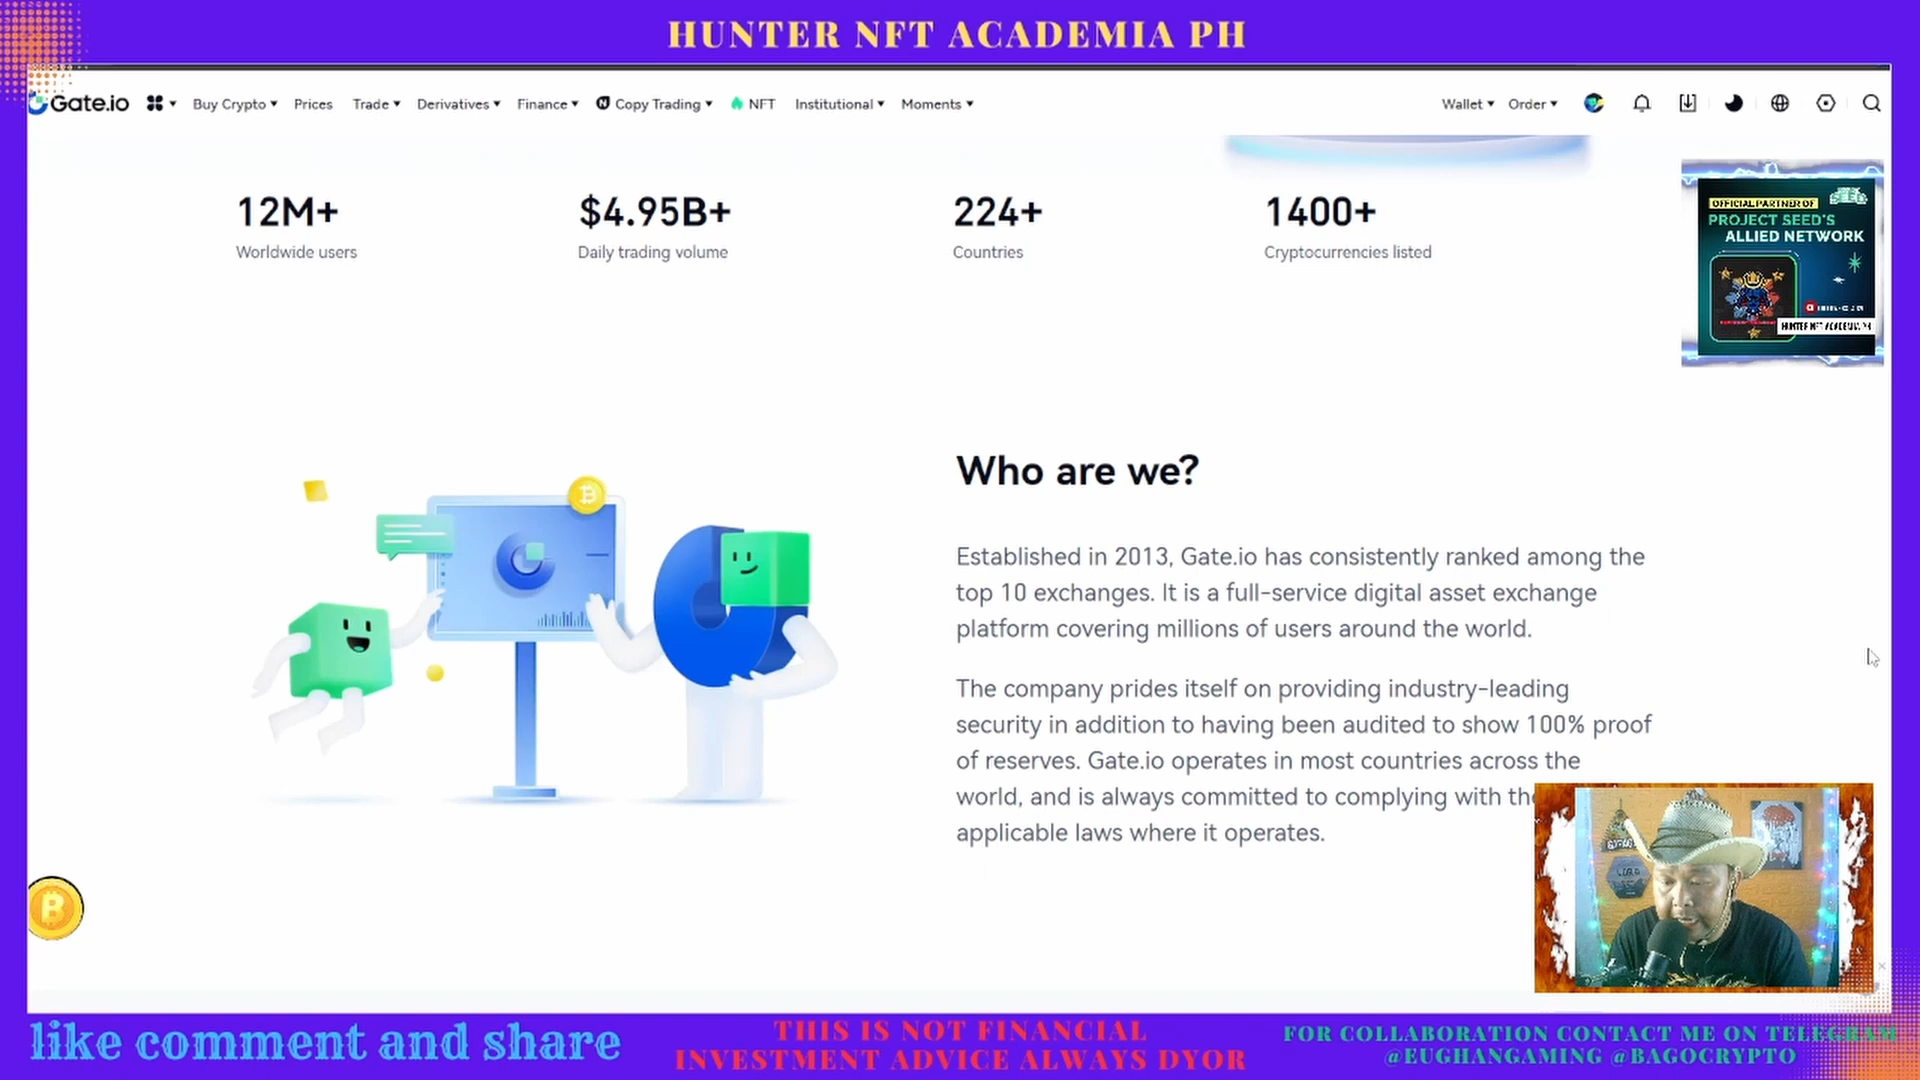 HUNTER NFT ACADEMIA PH
Gate.io Buy Crypto Prices Trade Derivatives Finance Copy Trading NFT Institutional Moments Wallet Order
12M+ $4.95B+ 224+ 1400+
Worldwide users Daily trading volume Countries Cryptocurrencies listed
OFFICIAL PARTNER OF
SEED
PROJECT SEED'S
ALLIED NETWORK
HUNTER NFT ACADEMIA PH
Who are we?
Established in 2013, Gate.io has consistently ranked among the
top 10 exchanges. It is a full-service digital asset exchange
platform covering millions of users around the world.
The company prides itself on providing industry-leading
security in addition to having been audited to show 100% proof
of reserves. Gate.io operates in most countries across the
world, and is always committed to complying with the
applicable laws where it operates.
like comment and share
THIS IS NOT FINANCIAL
INVESTMENT ADVICE ALWAYS DYOR
FOR COLLABORATION CONTACT ME ON TELEGRAM
@EUGHANGAMING @BAGOCRYPTO